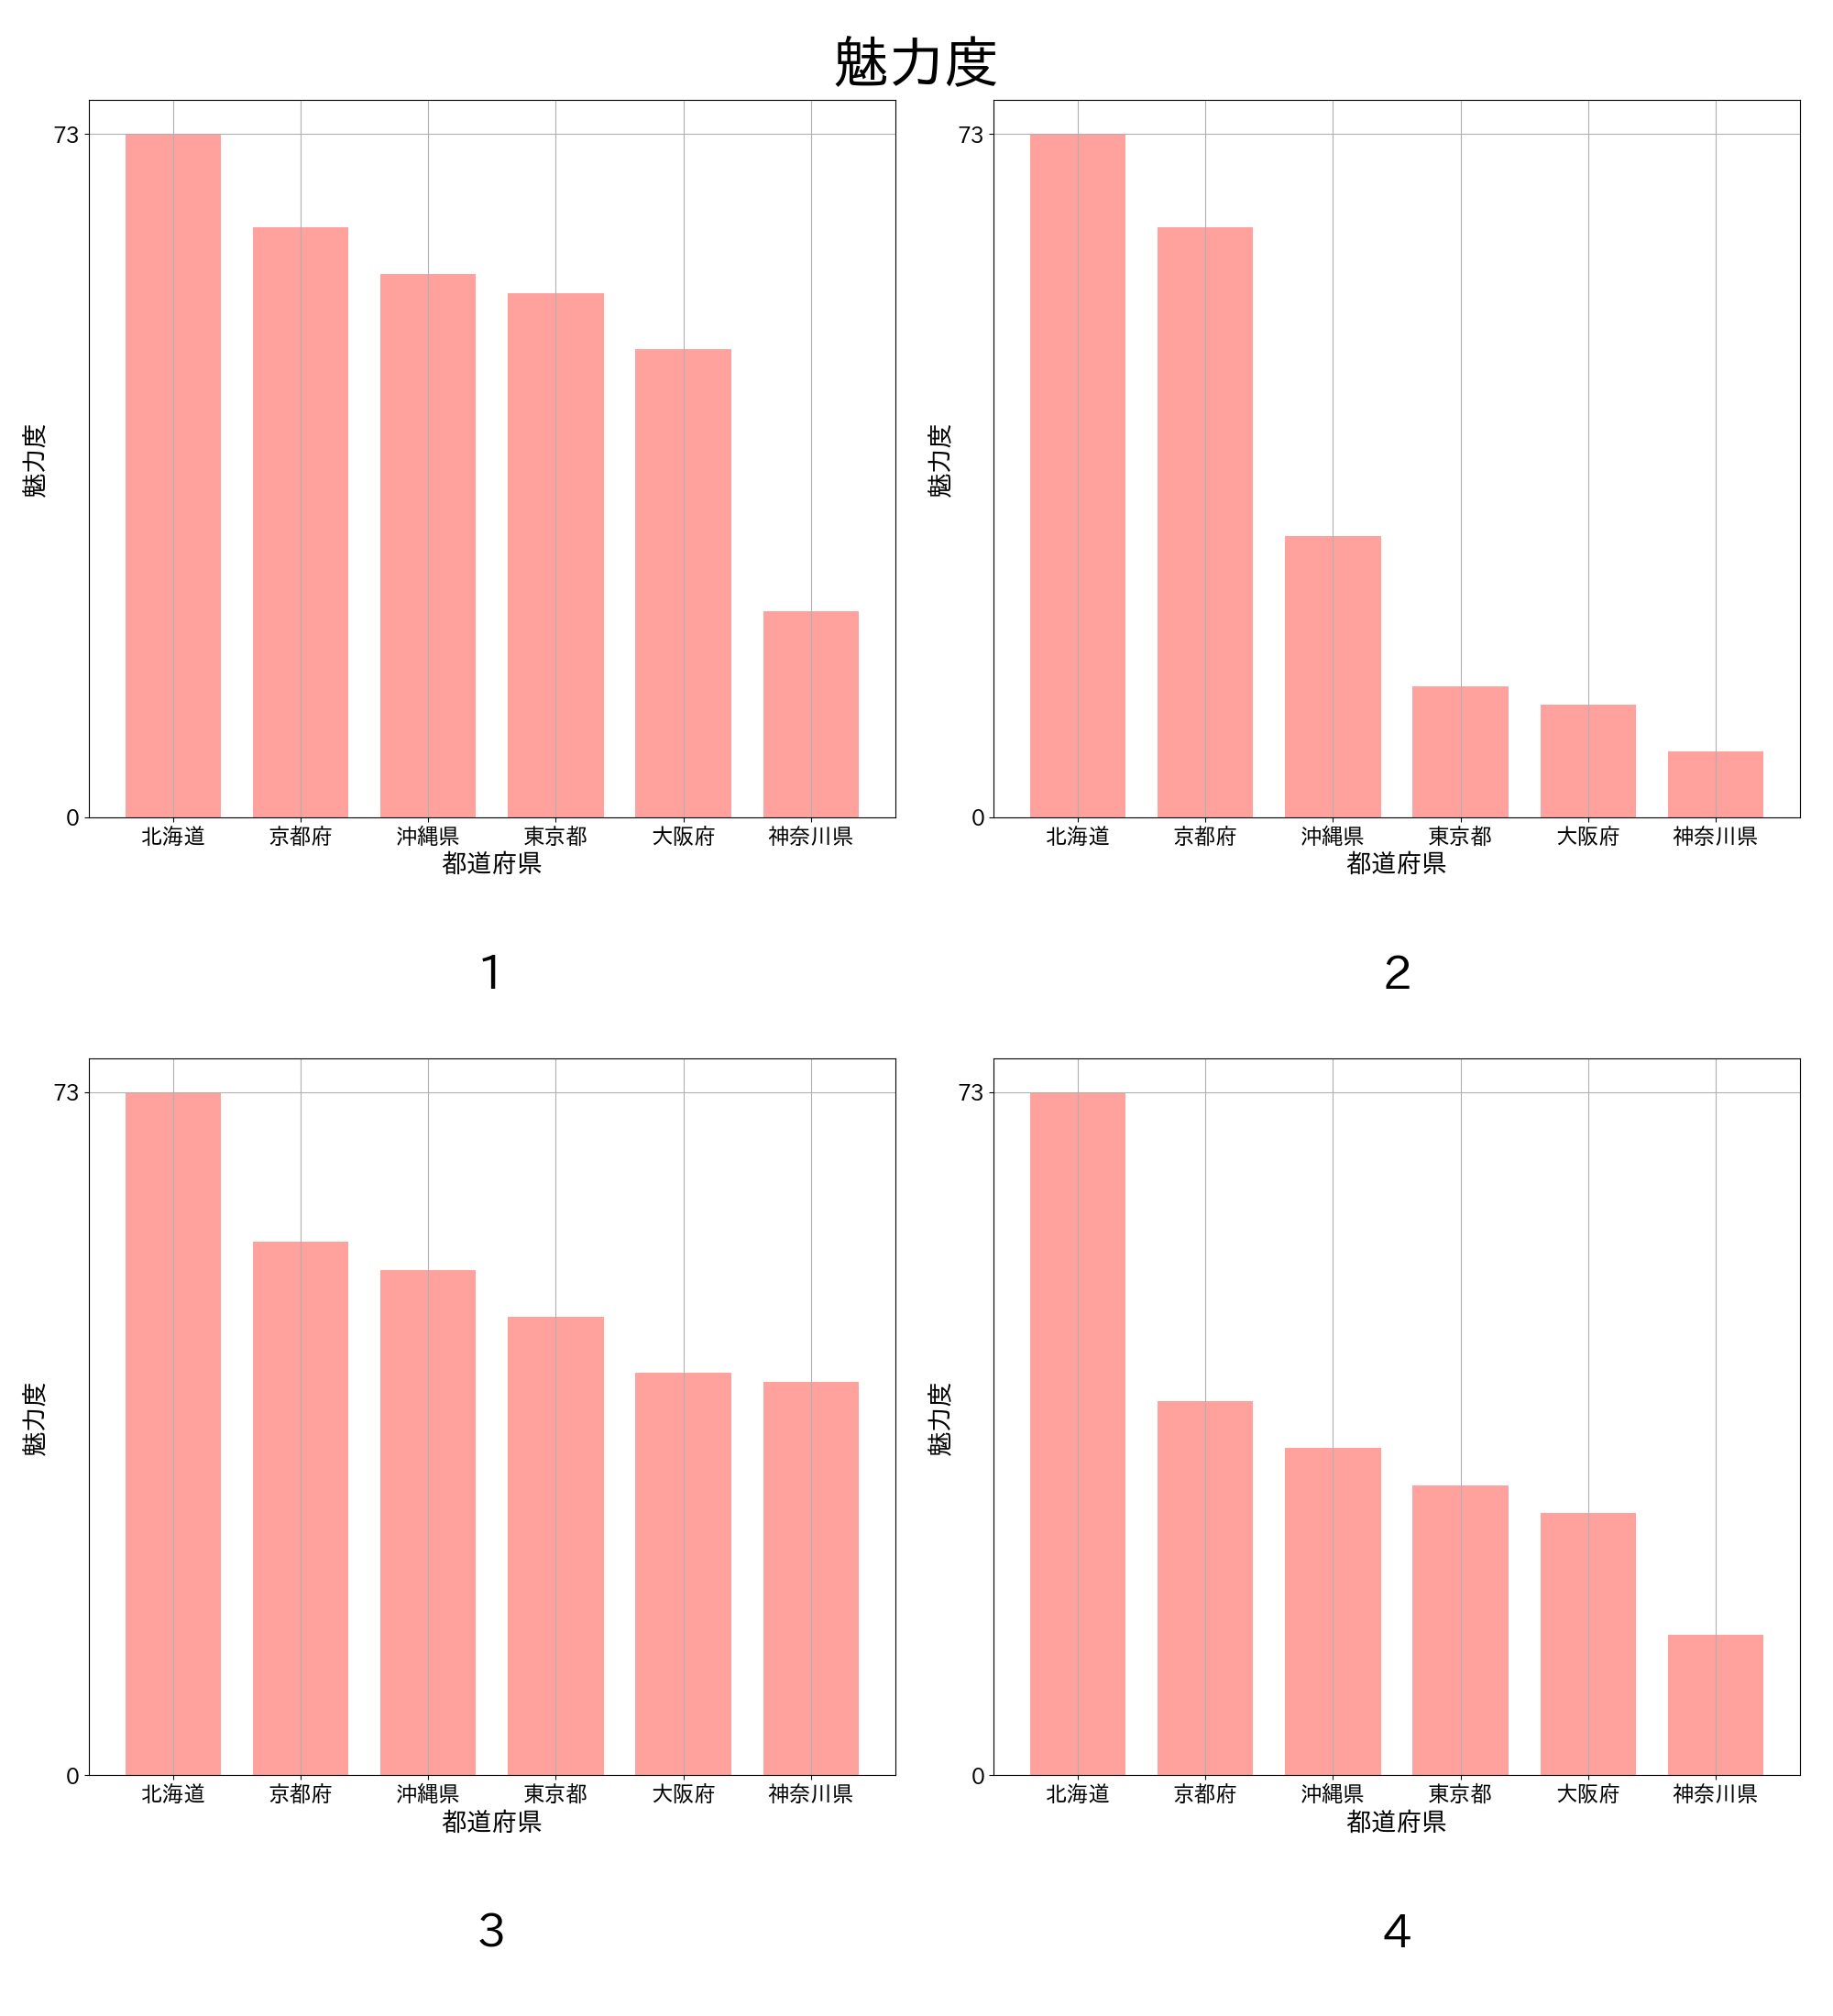 魅力度
73
0
魅力度
北海道 京都府 沖縄県 東京都 大阪府 神奈川県
都道府県
1
73
0
魅力度
北海道 京都府 沖縄県 東京都 大阪府 神奈川県
都道府県
2
73
0
魅力度
北海道 京都府 沖縄県 東京都 大阪府 神奈川県
都道府県
3
73
0
魅力度
北海道 京都府 沖縄県 東京都 大阪府 神奈川県
都道府県
4